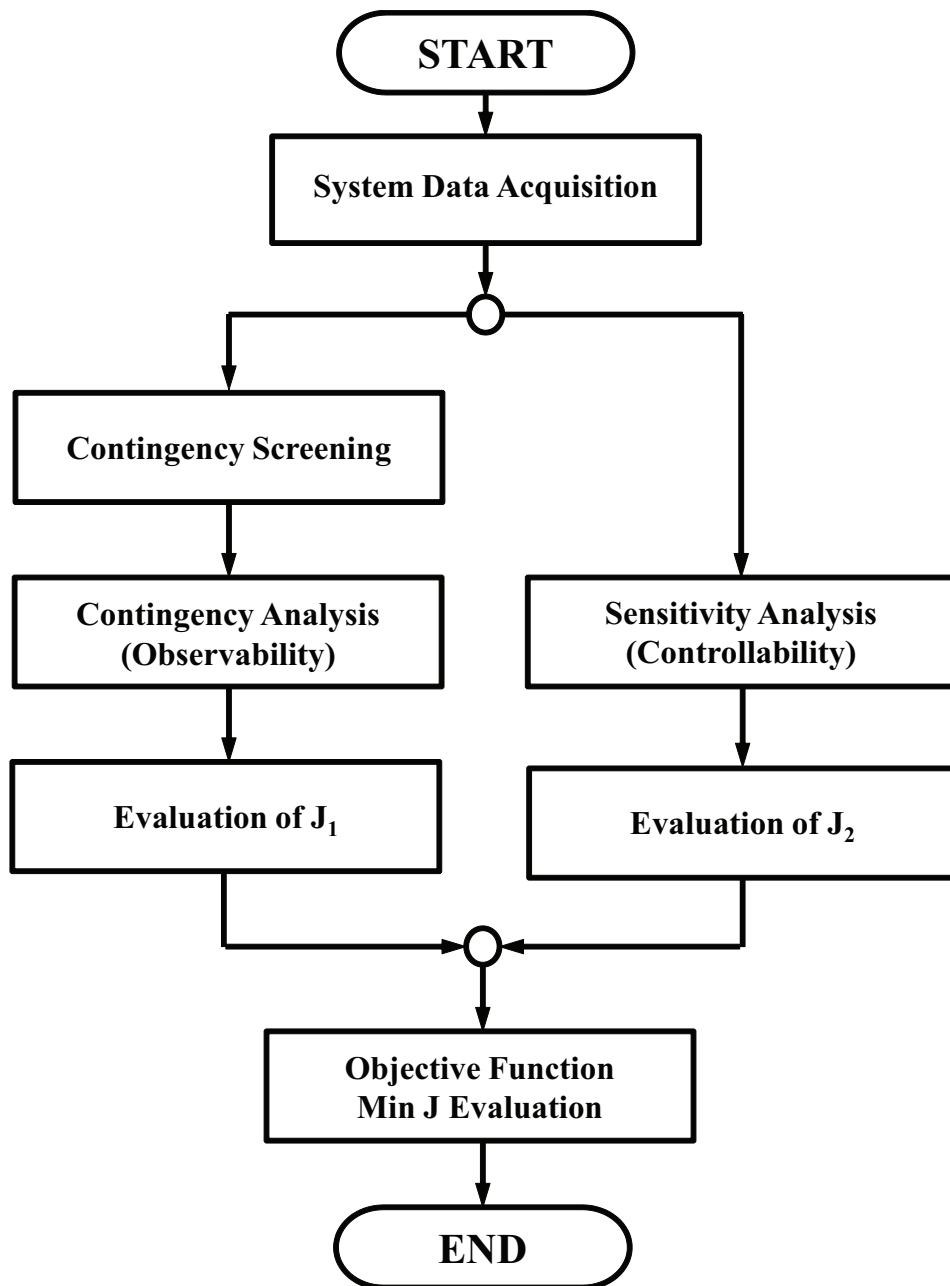 START
System Data Acquisition
Contingency Screening
Contingency Analysis
(Observability)
Sensitivity Analysis
(Controllability)
Evaluation of J₁
Evaluation of J₂
Objective Function
Min J Evaluation
END